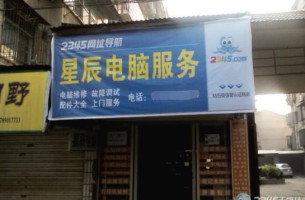 2345网址导航
星辰电脑服务
2345.com
电脑维修 故障调试
配件大全 上门服务
电话:
野